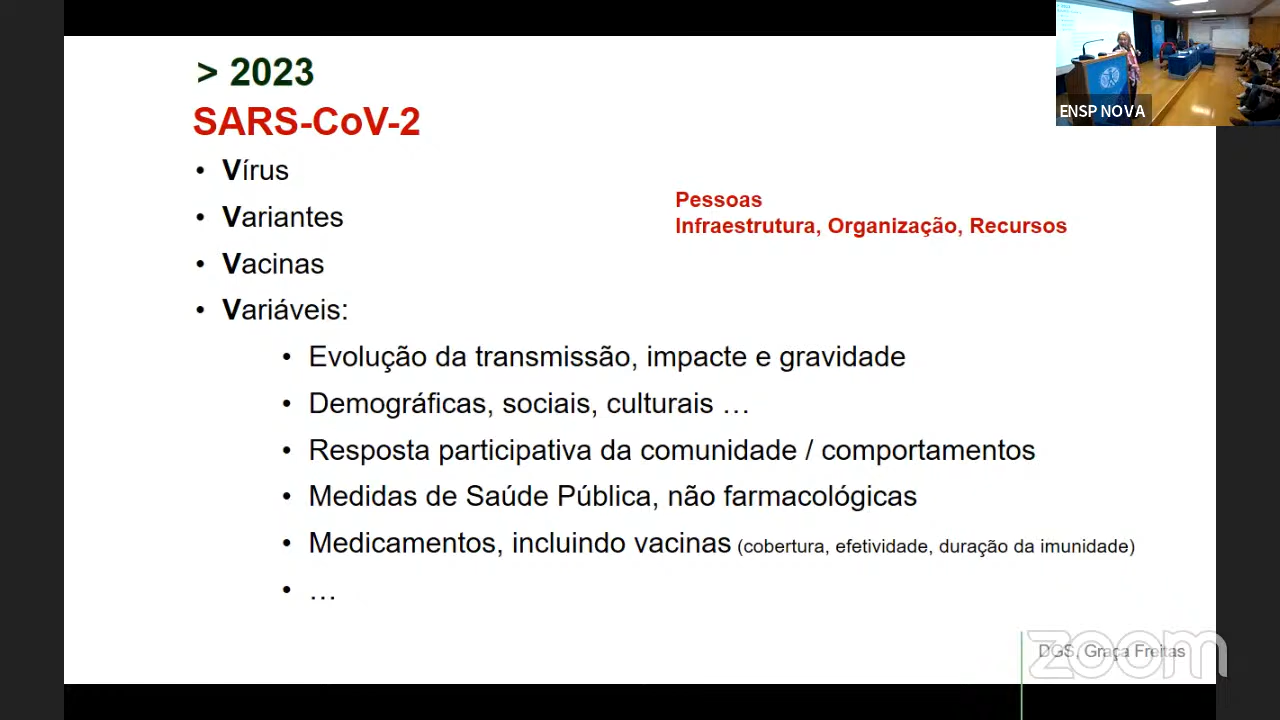 > 2023
SARS-CoV-2
• Vírus
• Variantes
• Vacinas
• Variáveis:
• Evolução da transmissão, impacte e gravidade
• Demográficas, sociais, culturais …
• Resposta participativa da comunidade / comportamentos
• Medidas de Saúde Pública, não farmacológicas
• Medicamentos, incluindo vacinas (cobertura, efetividade, duração da imunidade)
• …
Pessoas
Infraestrutura, Organização, Recursos
ENSP NOVA
DGS, Graça Freitas
zoom